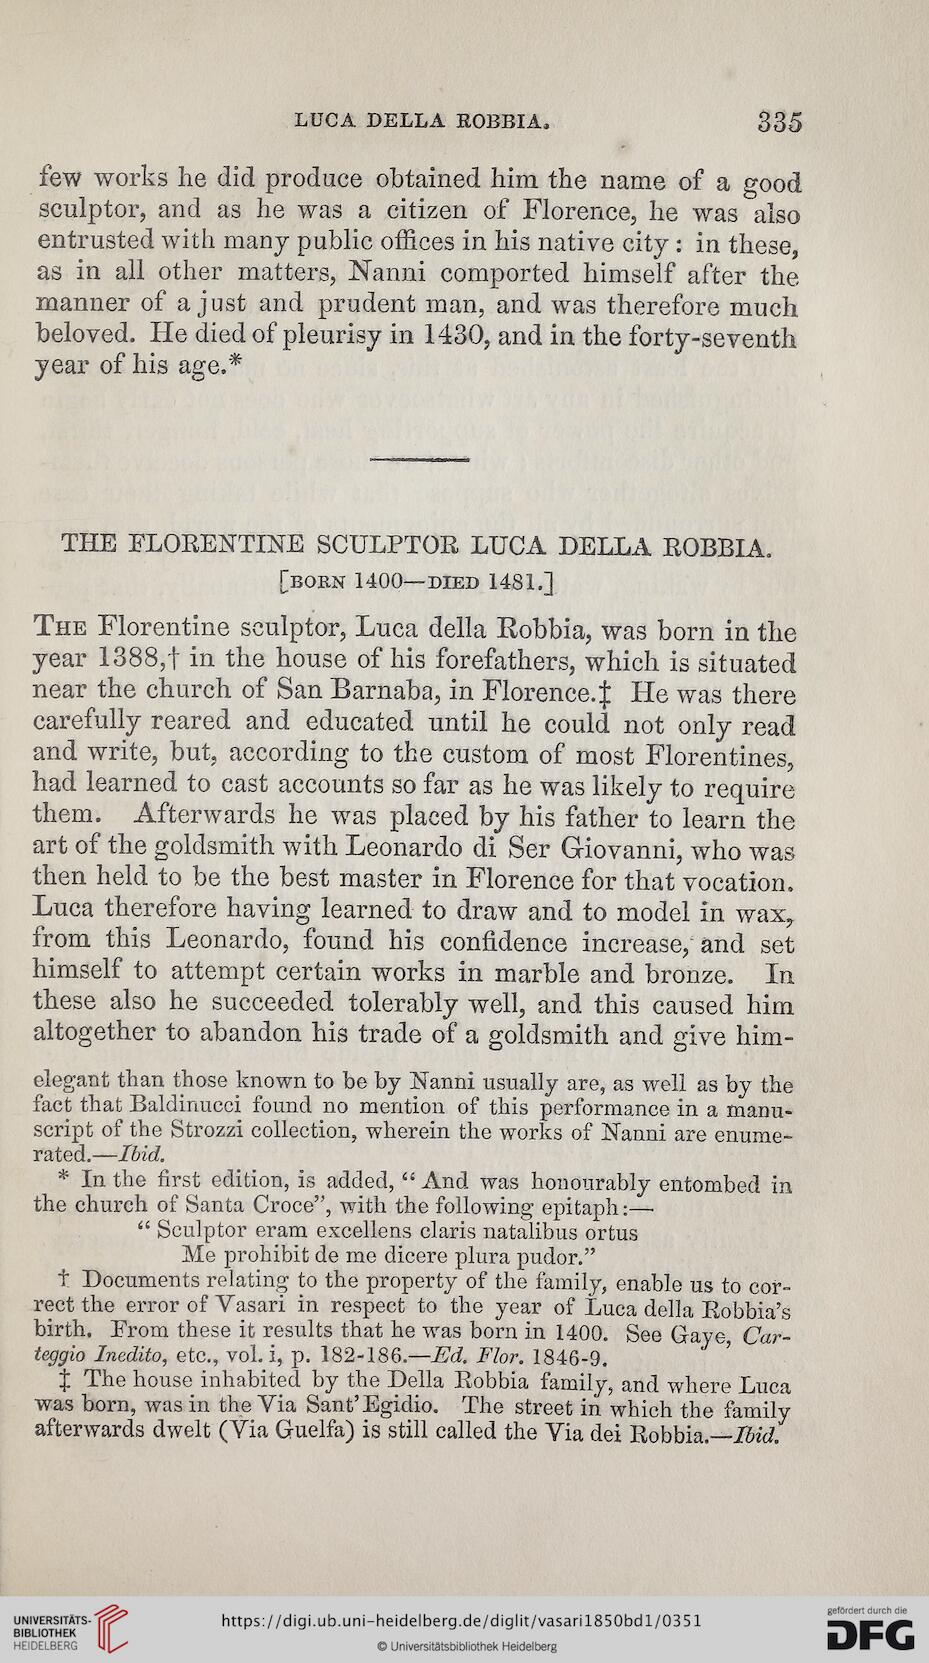 LUCA DELLA ROBBIA. 335
few works he did produce obtained him the name of a good
sculptor, and as he was a citizen of Florence, he was also
entrusted with many public offices in his native city : in these,
as in all other matters, Nanni comported himself after the
manner of a just and prudent man, and was therefore much
beloved. He died of pleurisy in 1430, and in the forty-seventh
year of his age.*
THE FLORENTINE SCULPTOR LUCA DELLA ROBBIA.
[BORN 1400—DIED 1481.]
THE Florentine sculptor, Luca della Robbia, was born in the
year 1388,† in the house of his forefathers, which is situated
near the church of San Barnaba, in Florence.‡ He was there
carefully reared and educated until he could not only read
and write, but, according to the custom of most Florentines,
had learned to cast accounts so far as he was likely to require
them. Afterwards he was placed by his father to learn the
art of the goldsmith with Leonardo di Ser Giovanni, who was
then held to be the best master in Florence for that vocation.
Luca therefore having learned to draw and to model in wax,
from this Leonardo, found his confidence increase, and set
himself to attempt certain works in marble and bronze. In
these also he succeeded tolerably well, and this caused him
altogether to abandon his trade of a goldsmith and give him-
elegant than those known to be by Nanni usually are, as well as by the
fact that Baldinucci found no mention of this performance in a manu-
script of the Strozzi collection, wherein the works of Nanni are enume-
rated.—Ibid.
* In the first edition, is added, “ And was honourably entombed in
the church of Santa Croce”, with the following epitaph:—
“ Sculptor eram excellens claris natalibus ortus
Me prohibit de me dicere plura pudor.”
† Documents relating to the property of the family, enable us to cor-
rect the error of Vasari in respect to the year of Luca della Robbia’s
birth. From these it results that he was born in 1400. See Gaye, Car-
teggio Inedito, etc., vol. i, p. 182-186.—Ed. Flor. 1846-9.
‡ The house inhabited by the Della Robbia family, and where Luca
was born, was in the Via Sant’ Egidio. The street in which the family
afterwards dwelt (Via Guelfa) is still called the Via dei Robbia.—Ibid.
UNIVERSITÄTS-
BIBLIOTHEK
HEIDELBERG
https://digi.ub.uni-heidelberg.de/diglit/vasari1850bd1/0351
© Universitätsbibliothek Heidelberg
gefördert durch die
DFG